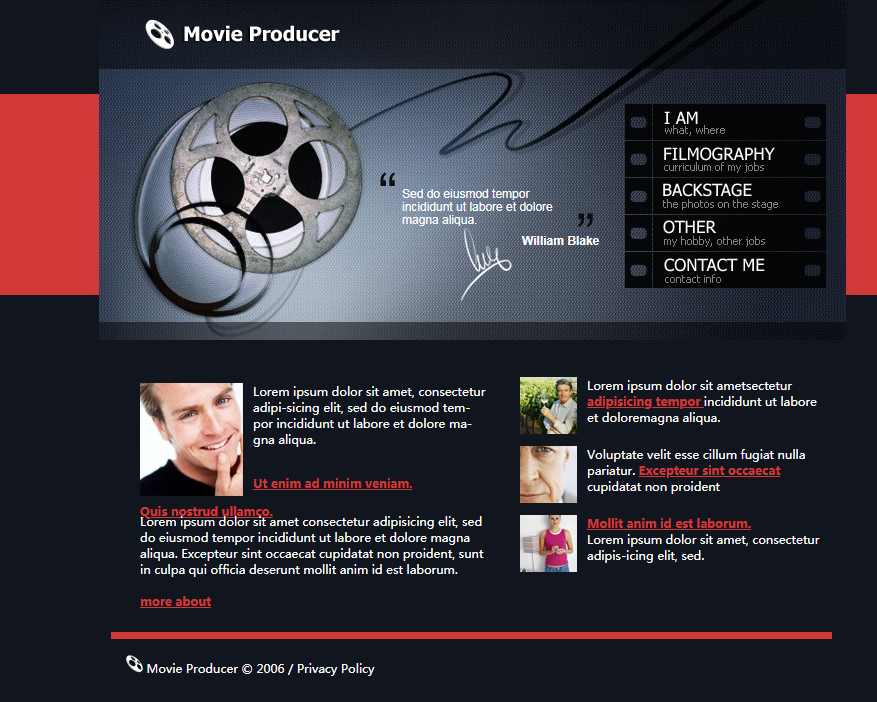 Movie Producer
I AM
what, where
FILMOGRAPHY
curriculum of my jobs
BACKSTAGE
the photos on the stage
OTHER
my hobby, other jobs
CONTACT ME
contact info
“
Sed do eiusmod tempor
incididunt ut labore et dolore
magna aliqua.
”
William Blake
Lorem ipsum dolor sit amet, consectetur
adipi-sicing elit, sed do eiusmod tem-
por incididunt ut labore et dolore ma-
gna aliqua.
Ut enim ad minim veniam.
Quis nostrud ullamco.
Lorem ipsum dolor sit amet consectetur adipisicing elit, sed
do eiusmod tempor incididunt ut labore et dolore magna
aliqua. Excepteur sint occaecat cupidatat non proident, sunt
in culpa qui officia deserunt mollit anim id est laborum.
more about
Lorem ipsum dolor sit ametsectetur
adipisicing tempor incididunt ut labore
et doloremagna aliqua.
Voluptate velit esse cillum fugiat nulla
pariatur. Excepteur sint occaecat
cupidatat non proident
Mollit anim id est laborum.
Lorem ipsum dolor sit amet, consectetur
adipis-icing elit, sed.
Movie Producer © 2006 / Privacy Policy